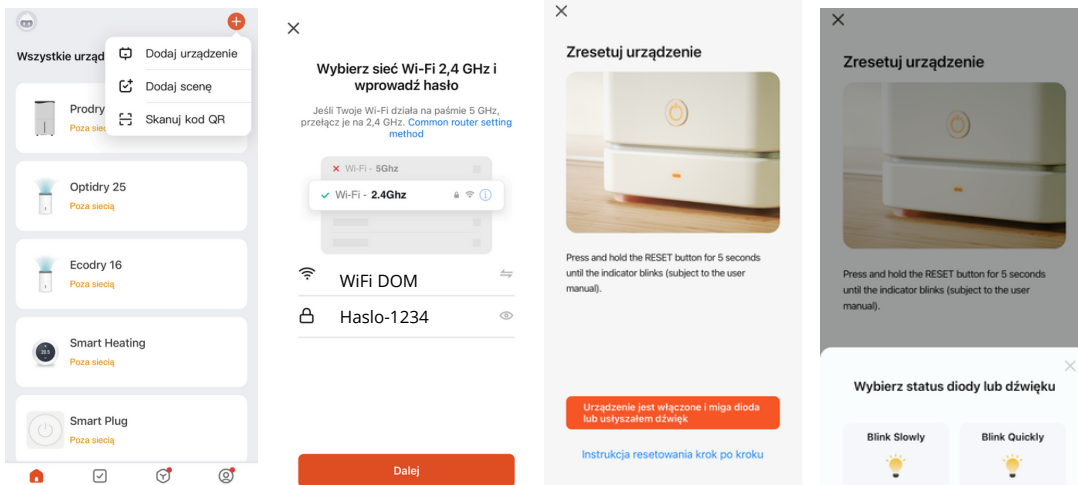 Wszystkie urząd
Dodaj urządzenie
Dodaj scenę
Skanuj kod QR
Prodry
Poza siec
Optidry 25
Poza siecią
Ecodry 16
Poza siecią
20.5
Smart Heating
Poza siecią
Smart Plug
Poza siecią
Wybierz sieć Wi-Fi 2,4 GHz i
wprowadź hasło
Jeśli Twoje Wi-Fi działa na paśmie 5 GHz,
przełącz je na 2,4 GHz. Common router setting
method
Wi-Fi - 5Ghz
Wi-Fi - 2.4Ghz
WiFi DOM
Haslo-1234
Dalej
Zresetuj urządzenie
Press and hold the RESET button for 5 seconds
until the indicator blinks (subject to the user
manual).
Urządzenie jest włączone i miga dioda
lub usłyszałem dźwięk
Instrukcja resetowania krok po kroku
Zresetuj urządzenie
Press and hold the RESET button for 5 seconds
until the indicator blinks (subject to the user
manual).
Wybierz status diody lub dźwięku
Blink Slowly
Blink Quickly